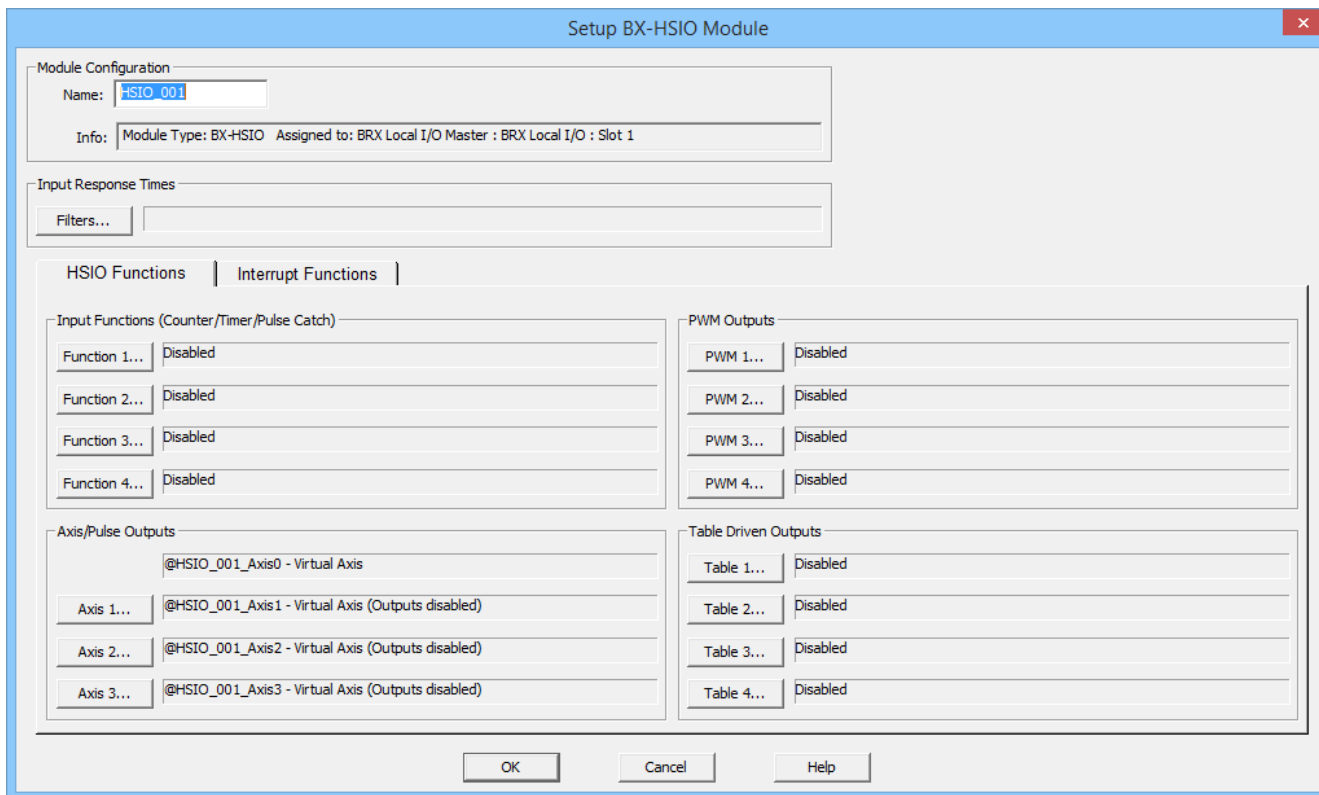 Setup BX-HSIO Module
Module Configuration
Name: HSIO_001
Info: Module Type: BX-HSIO Assigned to: BRX Local I/O Master : BRX Local I/O : Slot 1
Input Response Times
Filters...
HSIO Functions
Interrupt Functions
Input Functions (Counter/Timer/Pulse Catch)
Function 1... Disabled
Function 2... Disabled
Function 3... Disabled
Function 4... Disabled
PWM Outputs
PWM 1... Disabled
PWM 2... Disabled
PWM 3... Disabled
PWM 4... Disabled
Axis/Pulse Outputs
@HSIO_001_Axis0 - Virtual Axis
Axis 1... @HSIO_001_Axis1 - Virtual Axis (Outputs disabled)
Axis 2... @HSIO_001_Axis2 - Virtual Axis (Outputs disabled)
Axis 3... @HSIO_001_Axis3 - Virtual Axis (Outputs disabled)
Table Driven Outputs
Table 1... Disabled
Table 2... Disabled
Table 3... Disabled
Table 4... Disabled
OK
Cancel
Help